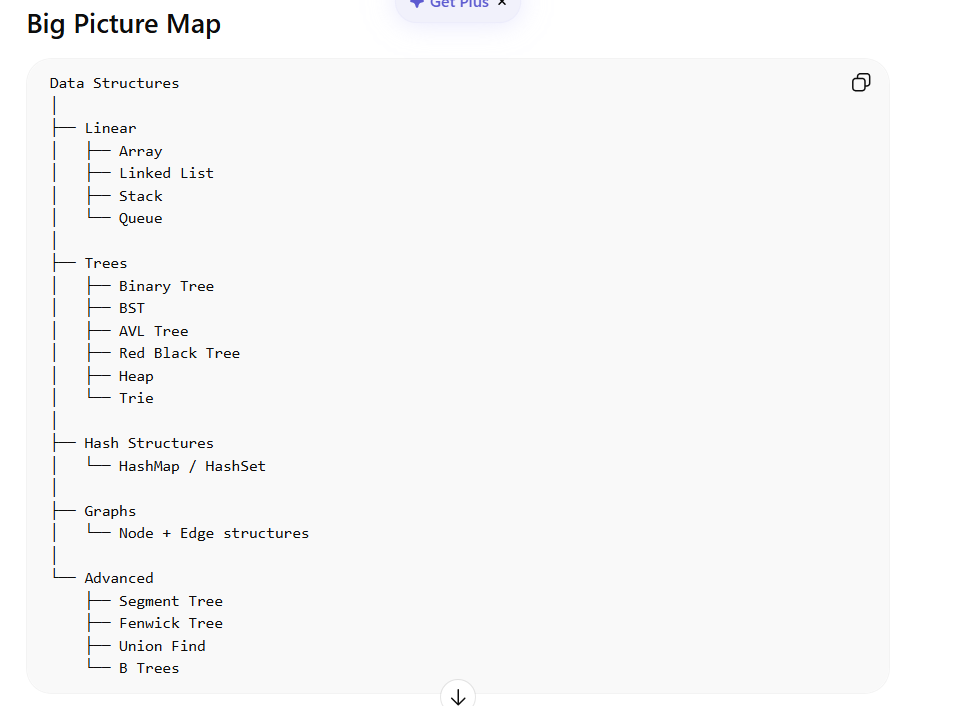 Get Plus ×
Big Picture Map
Data Structures
│
├── Linear
│   ├── Array
│   ├── Linked List
│   ├── Stack
│   └── Queue
│
├── Trees
│   ├── Binary Tree
│   ├── BST
│   ├── AVL Tree
│   ├── Red Black Tree
│   ├── Heap
│   └── Trie
│
├── Hash Structures
│   └── HashMap / HashSet
│
├── Graphs
│   └── Node + Edge structures
│
└── Advanced
    ├── Segment Tree
    ├── Fenwick Tree
    ├── Union Find
    └── B Trees